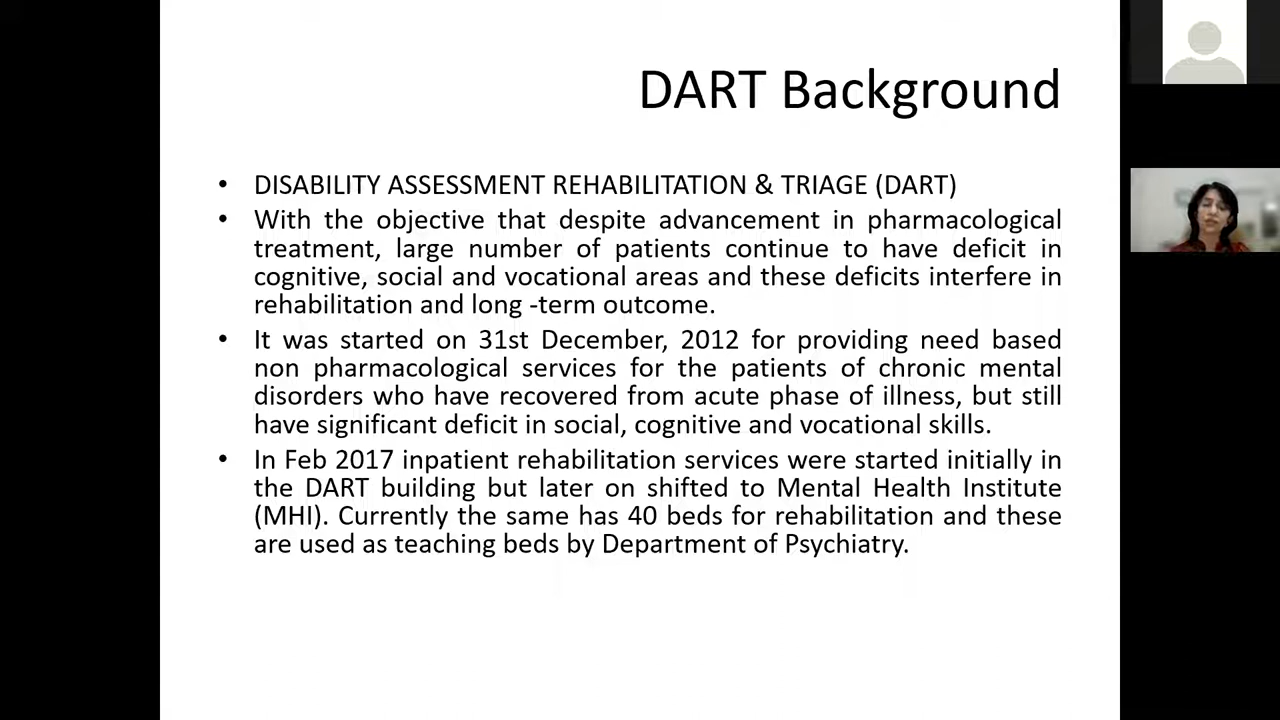 DART Background
• DISABILITY ASSESSMENT REHABILITATION & TRIAGE (DART)
• With the objective that despite advancement in pharmacological
treatment, large number of patients continue to have deficit in
cognitive, social and vocational areas and these deficits interfere in
rehabilitation and long -term outcome.
• It was started on 31st December, 2012 for providing need based
non pharmacological services for the patients of chronic mental
disorders who have recovered from acute phase of illness, but still
have significant deficit in social, cognitive and vocational skills.
• In Feb 2017 inpatient rehabilitation services were started initially in
the DART building but later on shifted to Mental Health Institute
(MHI). Currently the same has 40 beds for rehabilitation and these
are used as teaching beds by Department of Psychiatry.